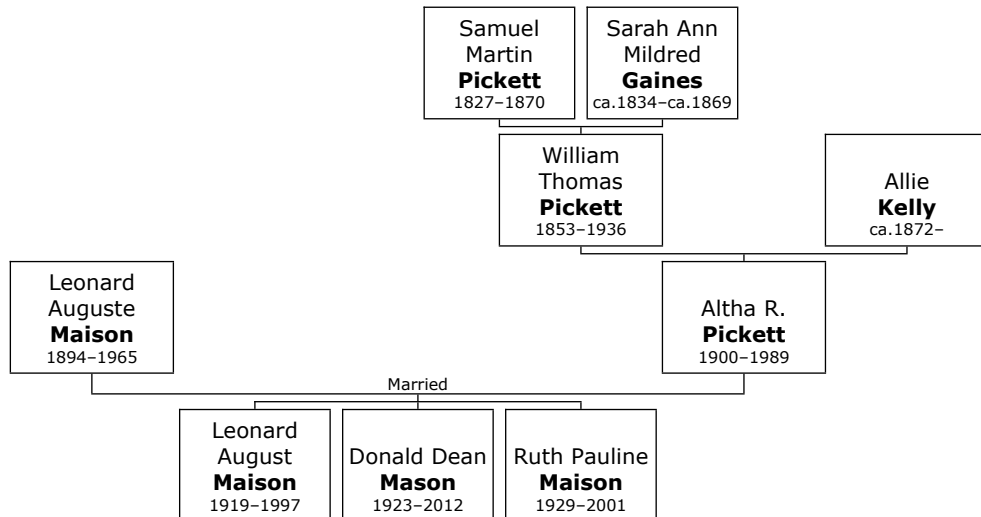 Samuel
Martin
Pickett
1827–1870
Sarah Ann
Mildred
Gaines
ca.1834–ca.1869
William
Thomas
Pickett
1853–1936
Allie
Kelly
ca.1872–
Leonard
Auguste
Maison
1894–1965
Altha R.
Pickett
1900–1989
Married
Leonard
August
Maison
1919–1997
Donald Dean
Mason
1923–2012
Ruth Pauline
Maison
1929–2001